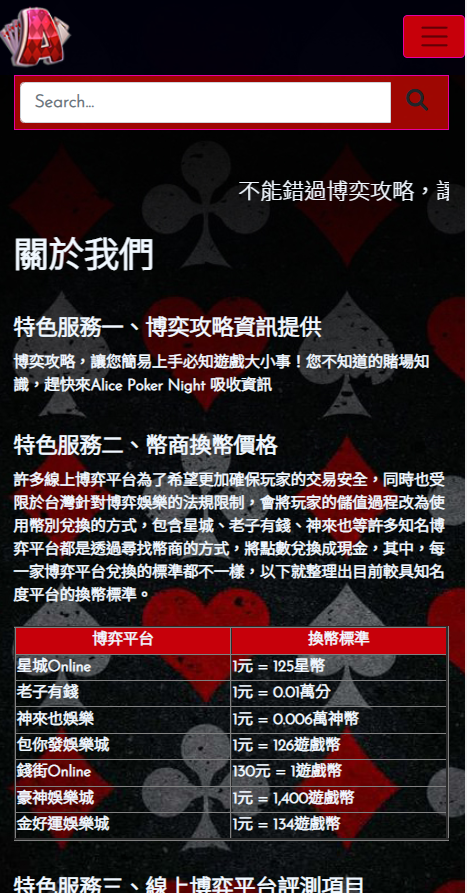 A
Search...
不能錯過博奕攻略，
關於我們
特色服務一、博奕攻略資訊提供
博奕攻略，讓您簡易上手必知遊戲大小事！您不知道的賭場知
識，趕快來Alice Poker Night 吸收資訊
特色服務二、幣商換幣價格
許多線上博弈平台為了希望更加確保玩家的交易安全，同時也受
限於台灣針對博弈娛樂的法規限制，會將玩家的儲值過程改為使
用幣別兌換的方式，包含星城、老子有錢、神來也等許多知名博
弈平台都是透過尋找幣商的方式，將點數兌換成現金，其中，每
一家博弈平台兌換的標準都不一樣，以下就整理出目前較具知名
度平台的換幣標準。
博弈平台 換幣標準
星城Online 1元 = 125星幣
老子有錢 1元 = 0.01萬分
神來也娛樂 1元 = 0.006萬神幣
包你發娛樂城 1元 = 126遊戲幣
錢街Online 130元 = 1遊戲幣
豪神娛樂城 1元 = 1,400遊戲幣
金好運娛樂城 1元 = 134遊戲幣
特色服務三、線上博弈平台評測項目